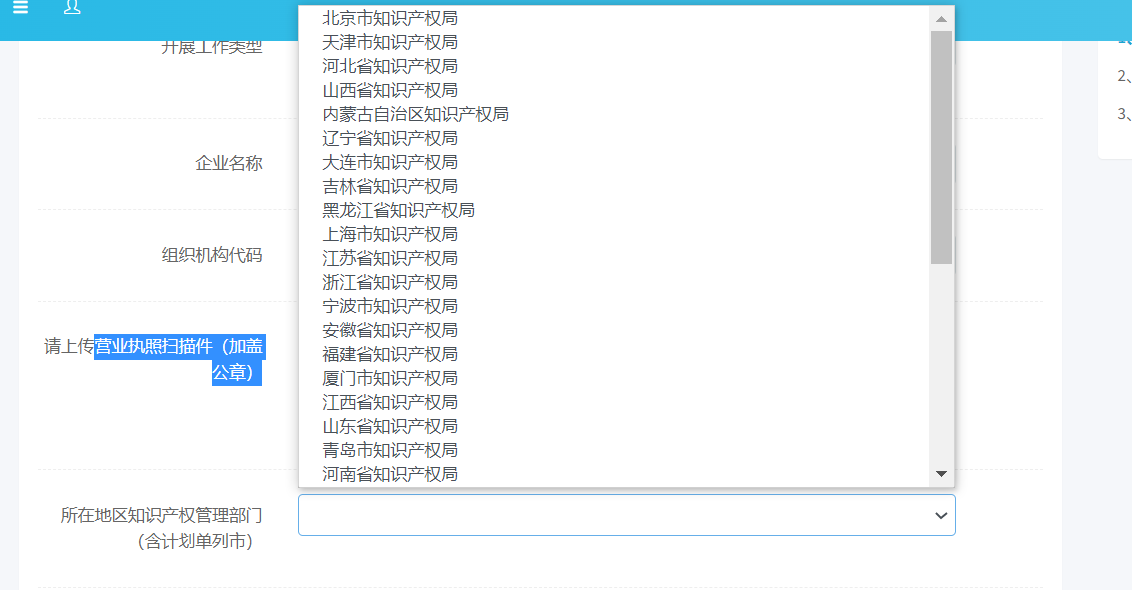 开展工作类型
企业名称
组织机构代码
请上传营业执照扫描件（加盖
公章）
北京市知识产权局
天津市知识产权局
河北省知识产权局
山西省知识产权局
内蒙古自治区知识产权局
辽宁省知识产权局
大连市知识产权局
吉林省知识产权局
黑龙江省知识产权局
上海市知识产权局
江苏省知识产权局
浙江省知识产权局
宁波市知识产权局
安徽省知识产权局
福建省知识产权局
厦门市知识产权局
江西省知识产权局
山东省知识产权局
青岛市知识产权局
河南省知识产权局
所在地区知识产权管理部门
（含计划单列市）
1、
2、
3、